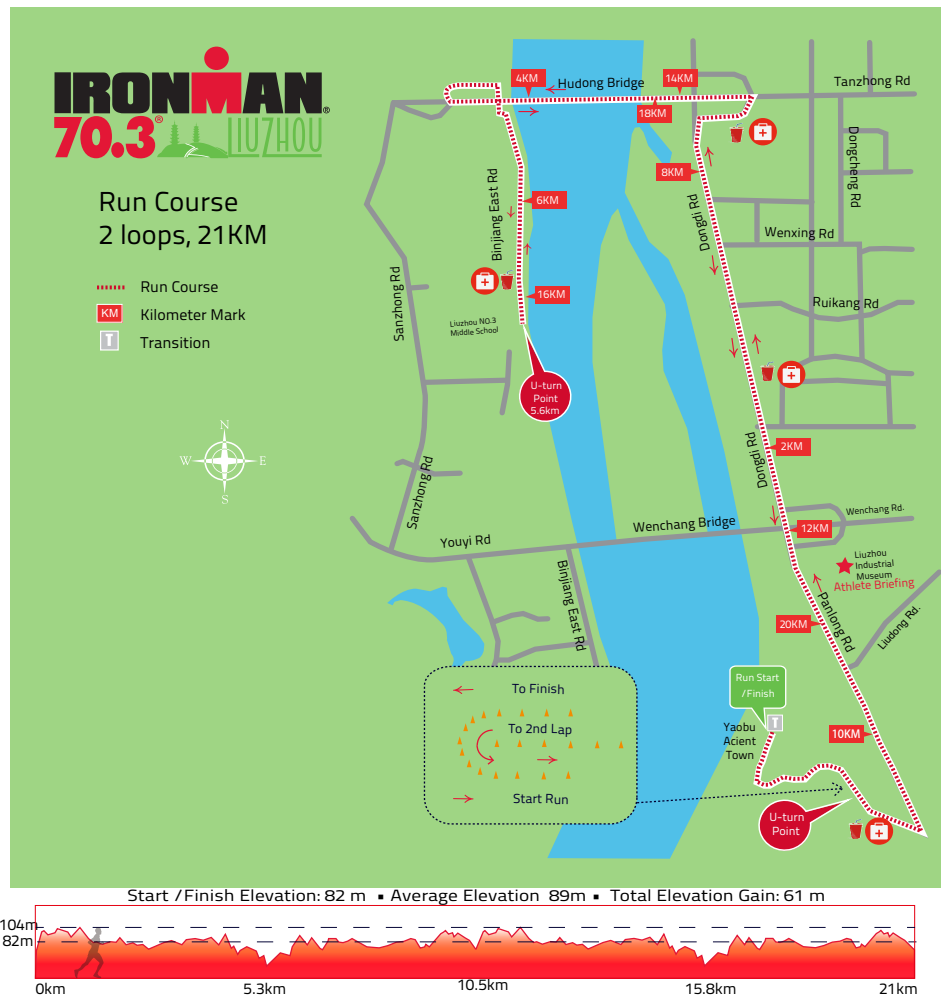 IRONMAN®
70.3® LIUZHOU
Run Course
2 loops, 21KM
Run Course
KM Kilometer Mark
T Transition
N
W E
S
4KM
Hudong Bridge
14KM
Tanzhong Rd
18KM
8KM
Dongcheng Rd
Binjiang East Rd
6KM
Dongdi Rd
Wenxing Rd
Sanzhong Rd
16KM
Ruikang Rd
Liuzhou NO.3
Middle School
U-turn
Point
5.6km
2KM
Dongdi Rd
Sanzhong Rd
Wenchang Bridge
Wenchang Rd.
12KM
Youyi Rd
Liuzhou
Industrial
Museum
Athlete Briefing
Binjiang East Rd
Panlong Rd
20KM
Liudong Rd.
Run Start
/Finish
T
Yaobu
Acient
Town
10KM
To Finish
To 2nd Lap
Start Run
U-turn
Point
Start /Finish Elevation: 82 m ▪ Average Elevation 89m ▪ Total Elevation Gain: 61 m
104m
82m
0km 5.3km 10.5km 15.8km 21km